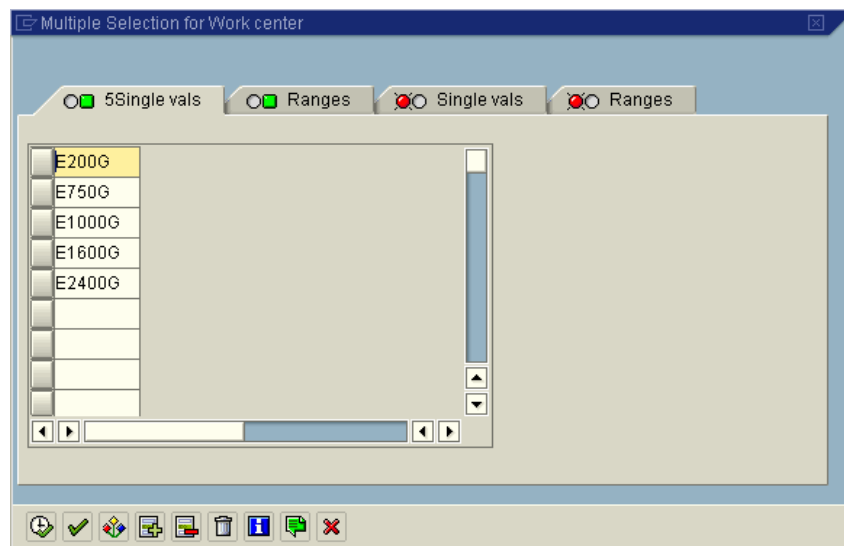 Multiple Selection for Work center
5Single vals Ranges Single vals Ranges
E200G
E750G
E1000G
E1600G
E2400G